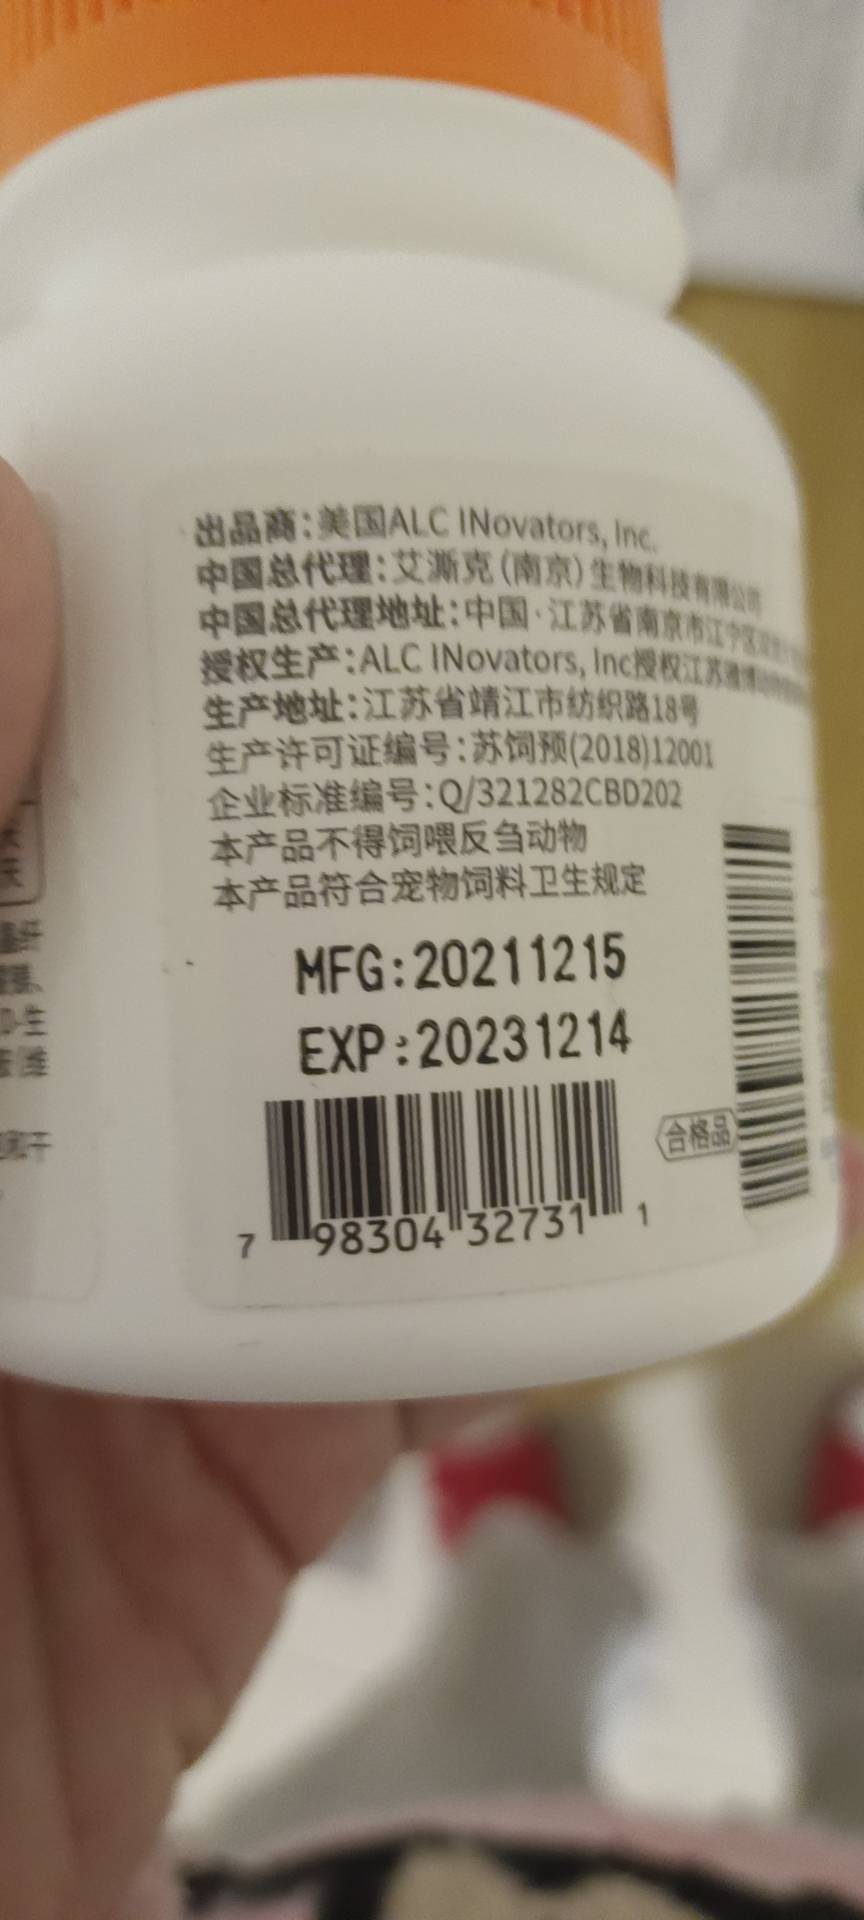 出品商：美国ALC INovators, Inc.
中国总代理：艾澌克（南京）生物科技有限公司
中国总代理地址：中国·江苏省南京市江宁区
授权生产：ALC INovators, Inc授权江苏
生产地址：江苏省靖江市纺织路18号
生产许可证编号：苏饲预(2018)12001
企业标准编号：Q/321282CBD202
本产品不得饲喂反刍动物
本产品符合宠物饲料卫生规定
MFG:20211215
EXP:20231214
合格品
7 98304 32731 1
天